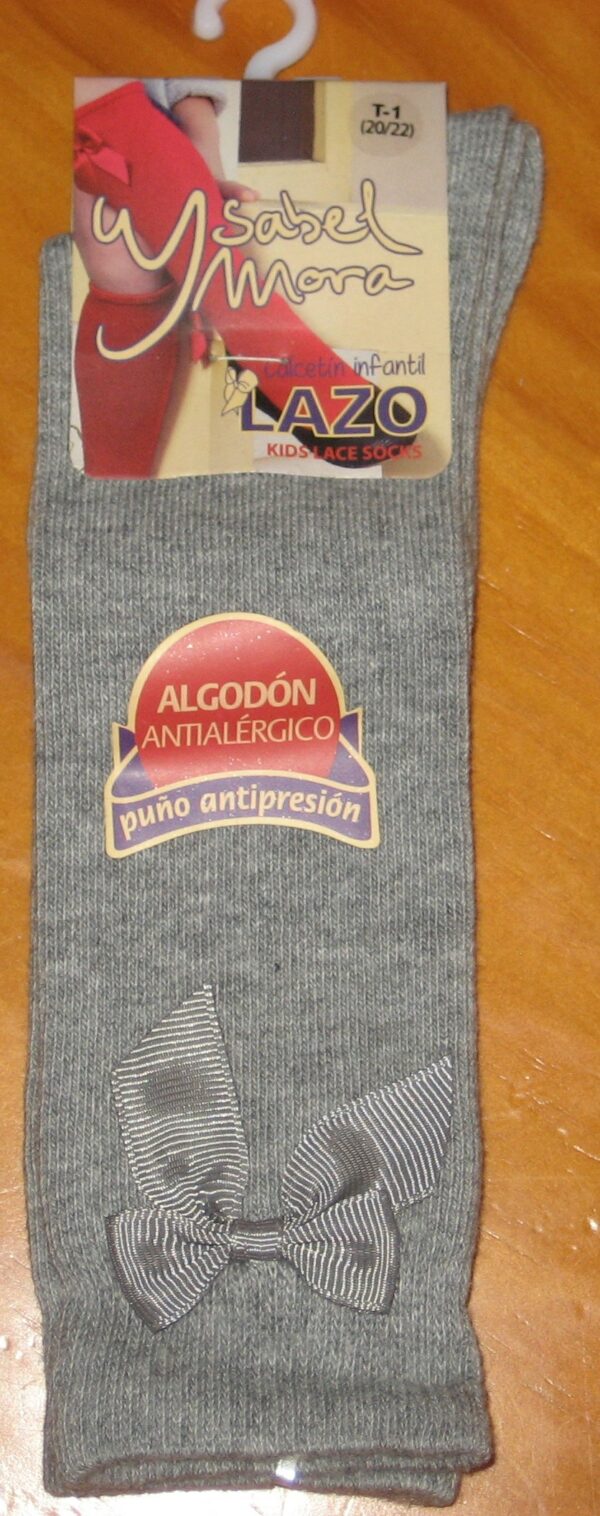 T-1
(20/22)
Ysabel
Mora
calcetín infantil
LAZO
KIDS LACE SOCKS
ALGODÓN
ANTIALÉRGICO
puño antipresión